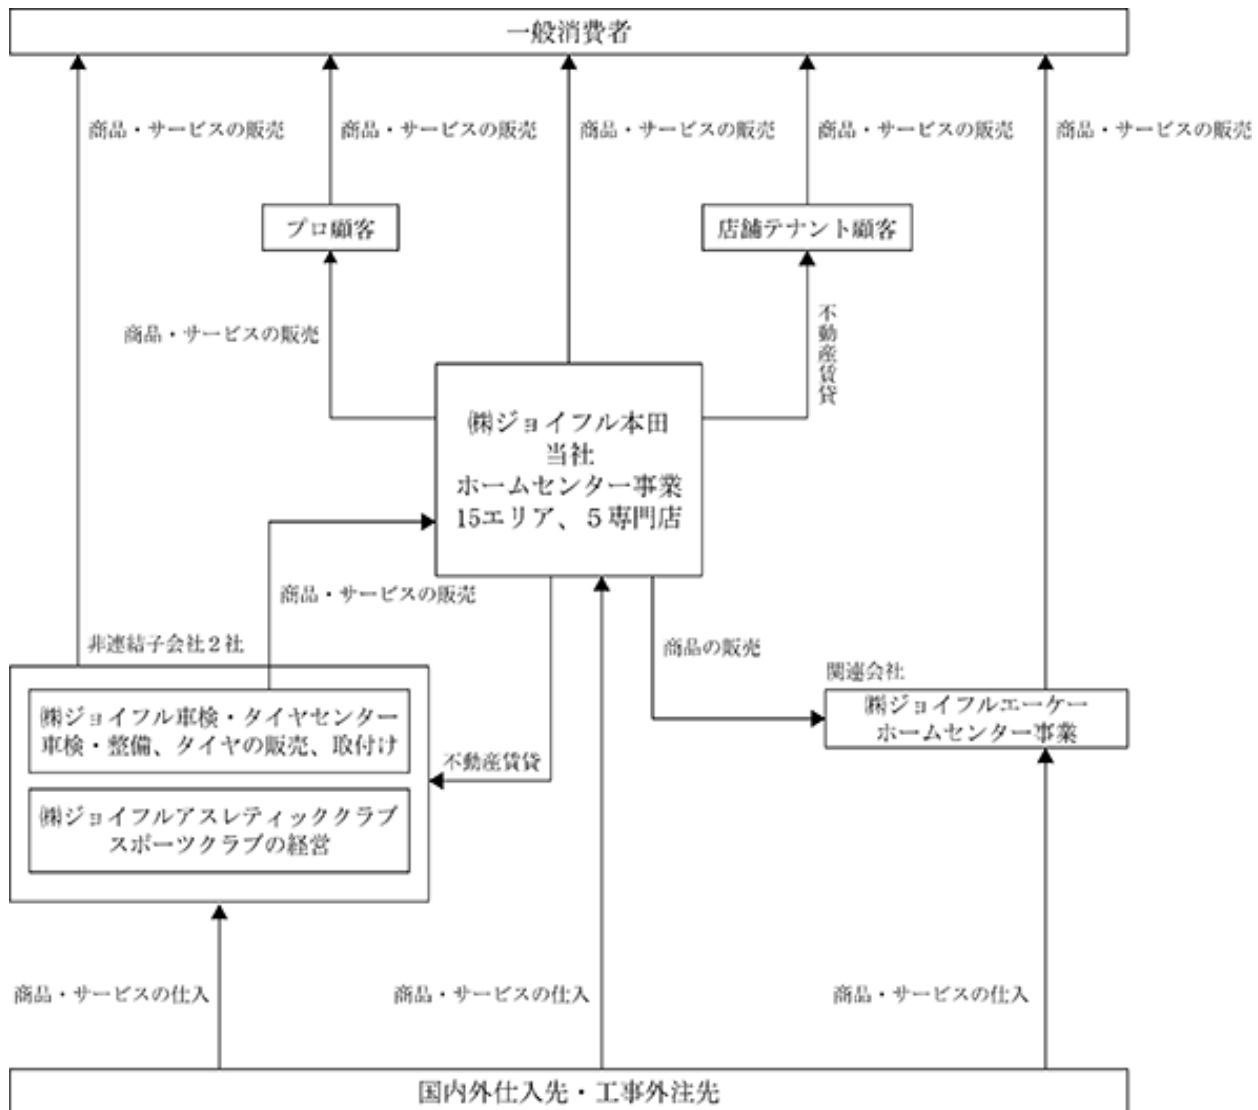 一般消費者
商品・サービスの販売
商品・サービスの販売
商品・サービスの販売
商品・サービスの販売
商品・サービスの販売
プロ顧客
店舗テナント顧客
商品・サービスの販売
不動産賃貸
㈱ジョイフル本田
当社
ホームセンター事業
15エリア、5専門店
商品・サービスの販売
非連結子会社2社
商品の販売
関連会社
㈱ジョイフル車検・タイヤセンター
車検・整備、タイヤの販売、取付け
㈱ジョイフルエーケー
ホームセンター事業
不動産賃貸
㈱ジョイフルアスレティッククラブ
スポーツクラブの経営
商品・サービスの仕入
商品・サービスの仕入
商品・サービスの仕入
国内外仕入先・工事外注先